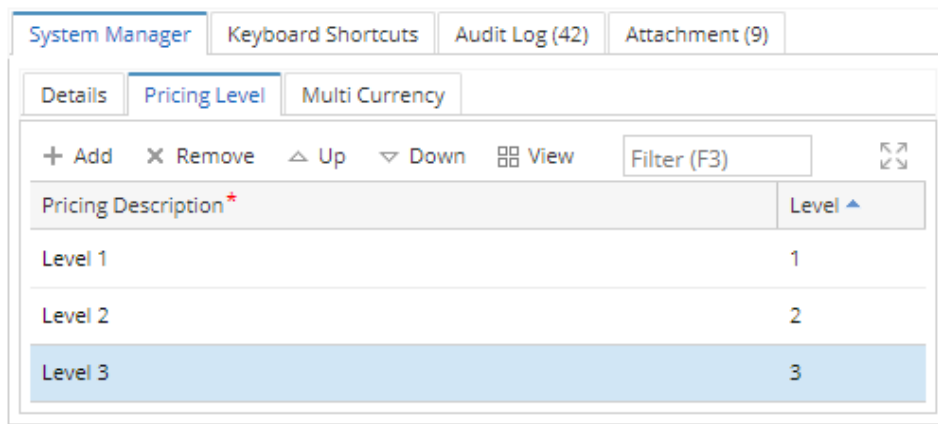 System Manager Keyboard Shortcuts Audit Log (42) Attachment (9)
Details Pricing Level Multi Currency
Add Remove Up Down View Filter (F3)
Pricing Description* Level
Level 1 1
Level 2 2
Level 3 3